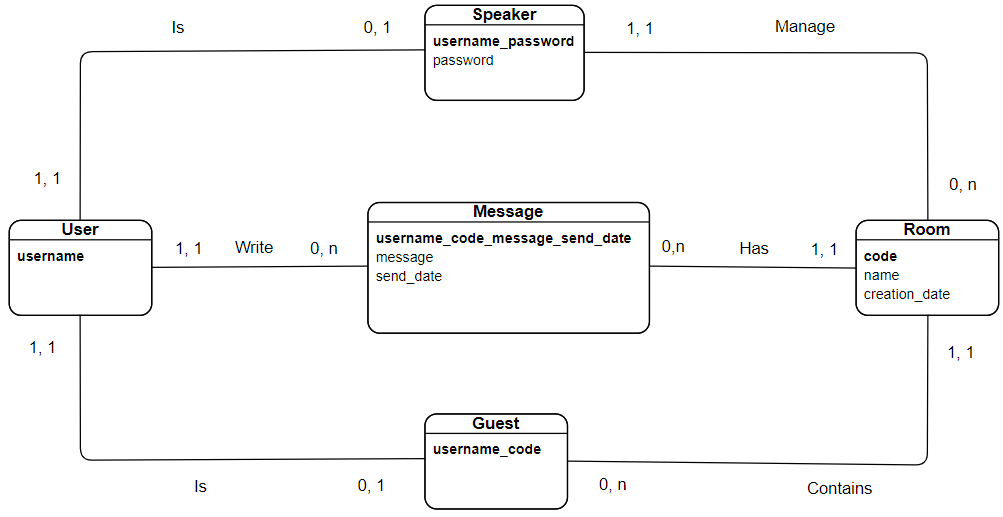 Speaker
username_password
password
Is
0, 1
1, 1
Manage
1, 1
0, n
User
username
1, 1
Write
0, n
Message
username_code_message_send_date
message
send_date
0,n
Has
1, 1
Room
code
name
creation_date
1, 1
1, 1
Guest
username_code
Is
0, 1
0, n
Contains